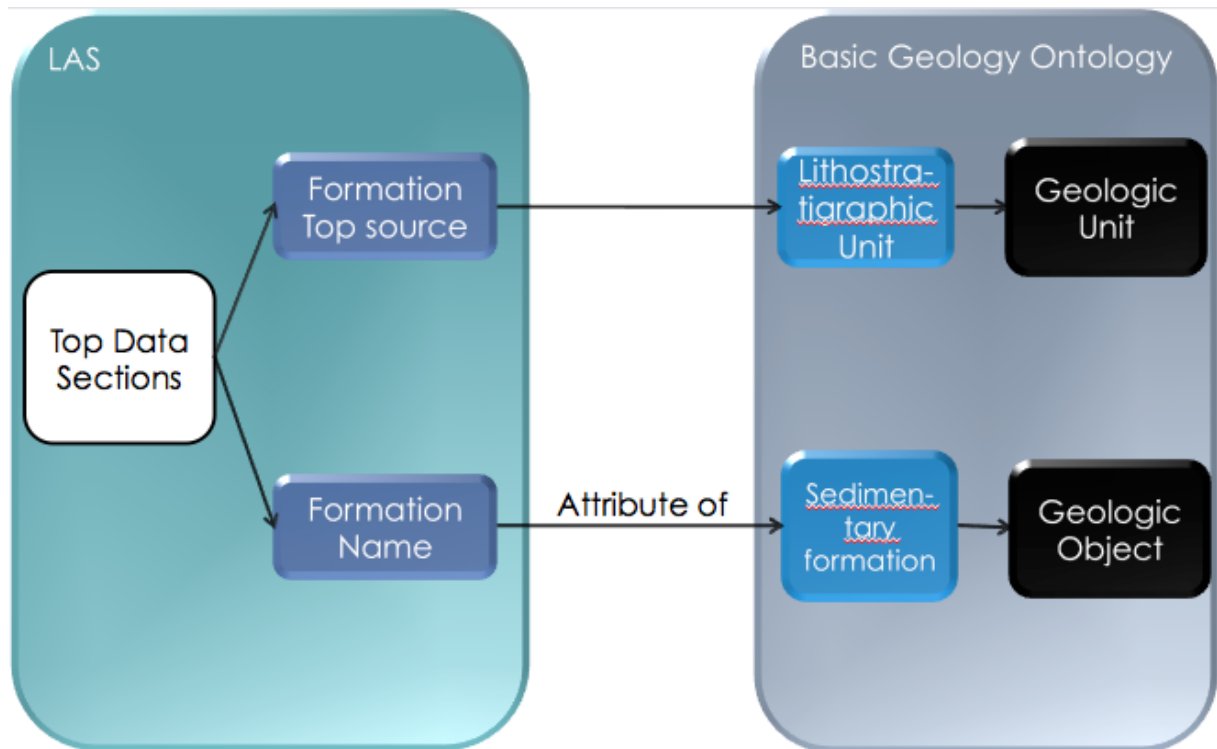 LAS
Basic Geology Ontology
Formation
Top source
Lithostra-
tigraphic
Unit
Geologic
Unit
Top Data
Sections
Formation
Name
Attribute of
Sedimen-
tary
formation
Geologic
Object